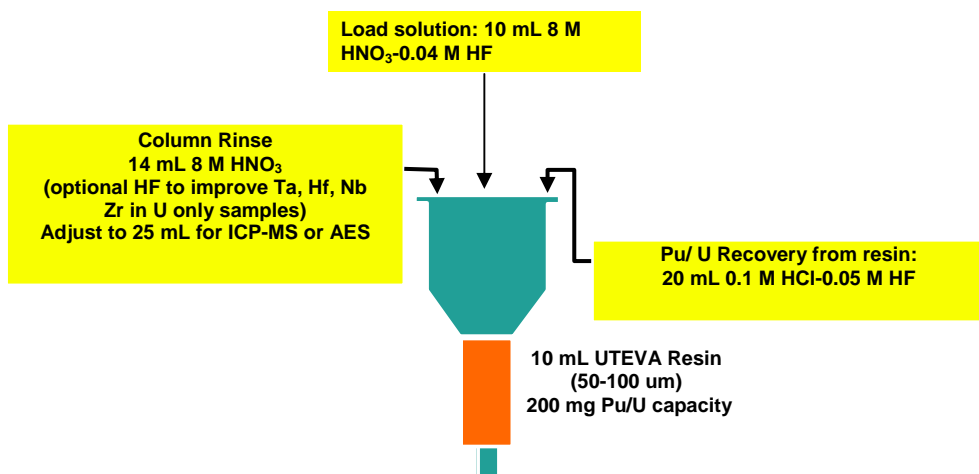 Load solution: 10 mL 8 M
HNO₃-0.04 M HF
Column Rinse
14 mL 8 M HNO₃
(optional HF to improve Ta, Hf, Nb
Zr in U only samples)
Adjust to 25 mL for ICP-MS or AES
Pu/ U Recovery from resin:
20 mL 0.1 M HCl-0.05 M HF
10 mL UTEVA Resin
(50-100 um)
200 mg Pu/U capacity